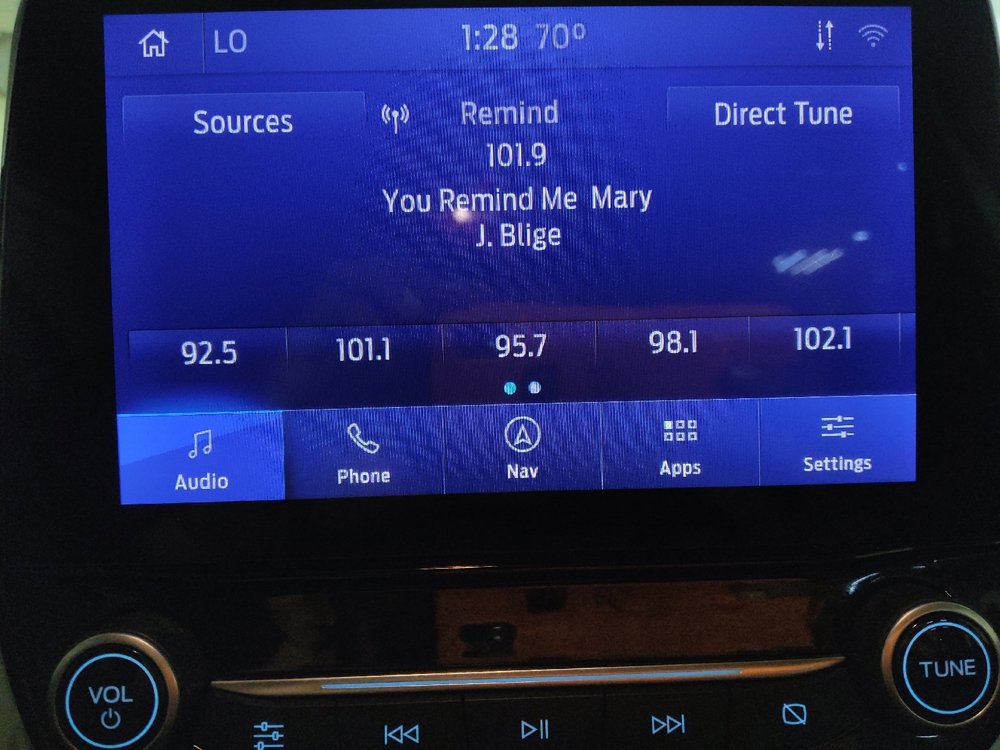 LO 1:28 70°
Sources Remind Direct Tune
101.9
You Remind Me Mary
J. Blige
92.5 101.1 95.7 98.1 102.1
Audio Phone Nav Apps Settings
VOL TUNE